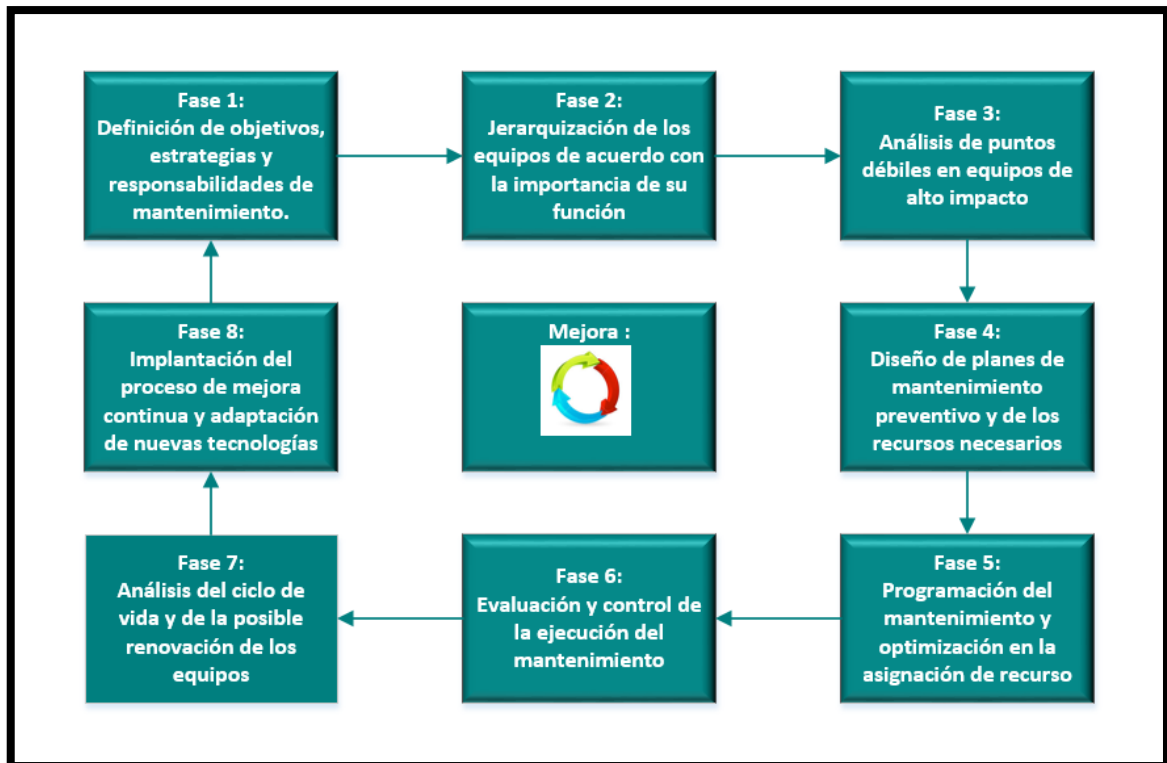 Fase 1:
Definición de objetivos,
estrategias y
responsabilidades de
mantenimiento.
Fase 2:
Jerarquización de los
equipos de acuerdo con
la importancia de su
función
Fase 3:
Análisis de puntos
débiles en equipos de
alto impacto
Fase 8:
Implantación del
proceso de mejora
continua y adaptación
de nuevas tecnologías
Mejora :
Fase 4:
Diseño de planes de
mantenimiento
preventivo y de los
recursos necesarios
Fase 7:
Análisis del ciclo de
vida y de la posible
renovación de los
equipos
Fase 6:
Evaluación y control de
la ejecución del
mantenimiento
Fase 5:
Programación del
mantenimiento y
optimización en la
asignación de recurso